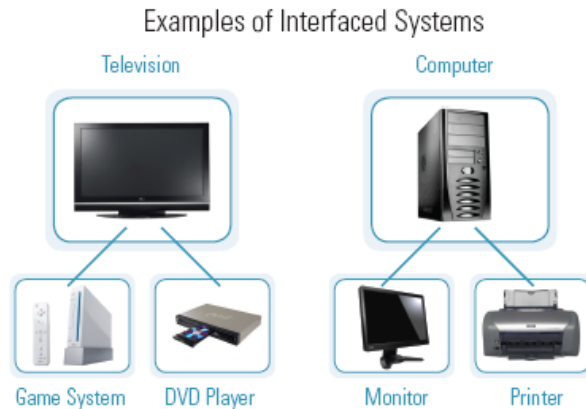 Examples of Interfaced Systems
Television
Computer
Game System
DVD Player
Monitor
Printer